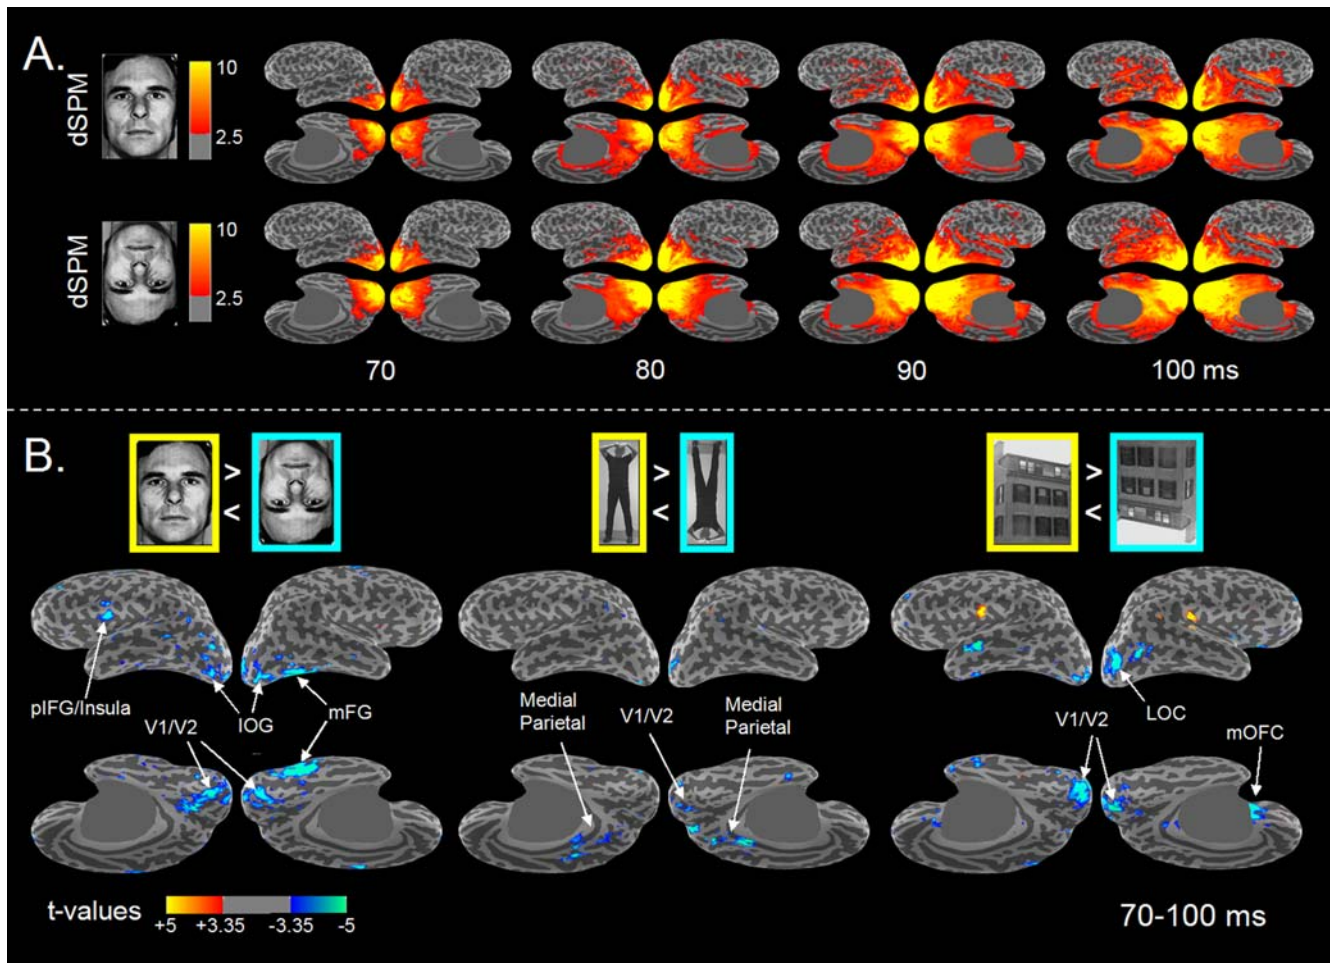 A.
dSPM
10
2.5
dSPM
10
2.5
70
80
90
100 ms
B.
>
<
>
<
>
<
pIFG/Insula
V1/V2
IOG
mFG
Medial
Parietal
V1/V2
Medial
Parietal
V1/V2
LOC
mOFC
t-values
+5
+3.35
-3.35
-5
70-100 ms